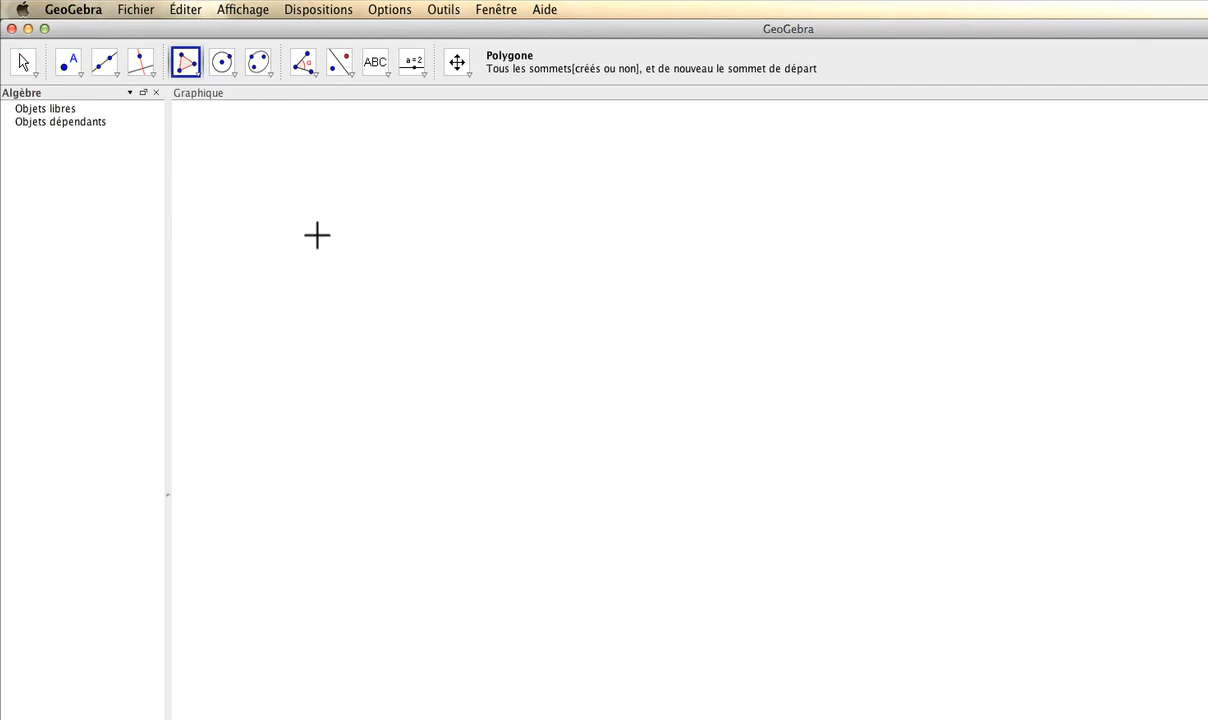 GeoGebra Fichier Éditer Affichage Dispositions Options Outils Fenêtre Aide
GeoGebra
A
α
ABC
a=2
Polygone
Tous les sommets[créés ou non], et de nouveau le sommet de départ
Algèbre
Graphique
Objets libres
Objets dépendants